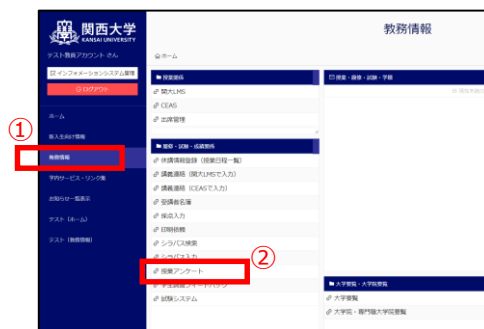 関西大学
KANSAI UNIVERSITY
教務情報
テスト教員アカウント さん
ホーム
インフォメーションシステム管理
ログアウト
授業関係
授業・履修・試験・学籍
関大LMS
CEAS
出席管理
ホーム
新入生向け情報
教務情報
学内サービス・リンク集
お知らせ一覧表示
テスト（ホーム）
テスト（教務情報）
①
履修・試験・成績関係
休講情報登録（授業日程一覧）
講義連絡（関大LMSで入力）
講義連絡（CEASで入力）
受講者名簿
採点入力
印刷依頼
シラバス検索
シラバス入力
②
授業アンケート
試験システム
大学要覧・大学院要覧
大学要覧
大学院・専門職大学院要覧